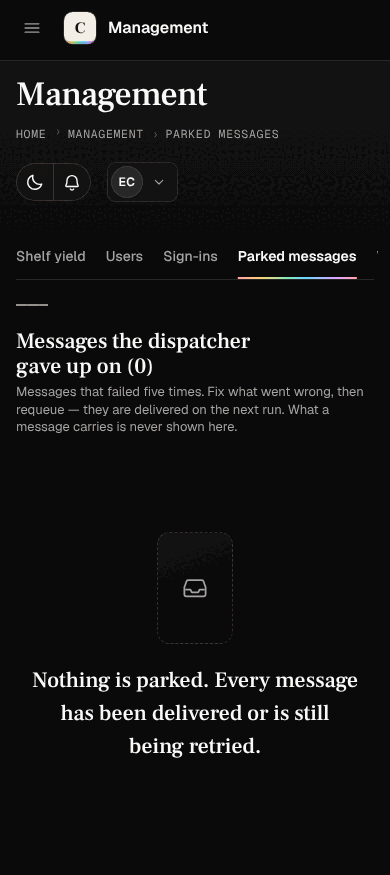 C Management
Management
HOME › MANAGEMENT › PARKED MESSAGES
EC
Shelf yield Users Sign-ins Parked messages
Messages the dispatcher
gave up on (0)
Messages that failed five times. Fix what went wrong, then
requeue — they are delivered on the next run. What a
message carries is never shown here.
Nothing is parked. Every message
has been delivered or is still
being retried.